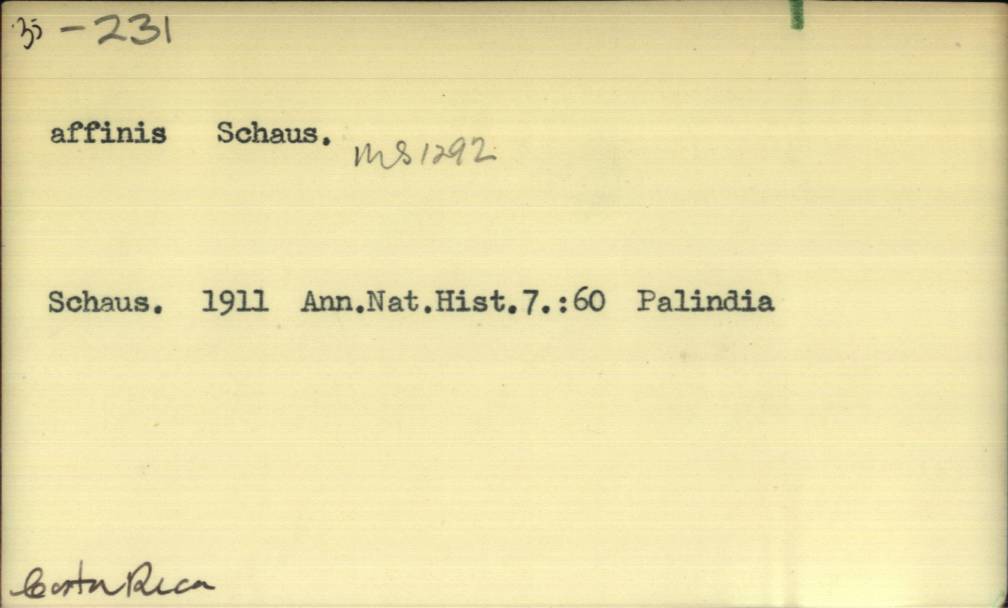 35 - 231
affinis Schaus. MS1292
Schaus. 1911 Ann.Nat.Hist.7.:60 Palindia
Costa Rica